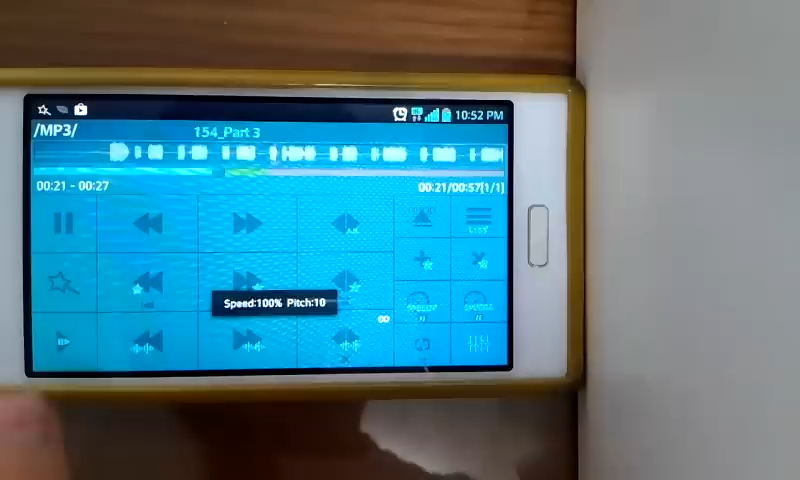 10:52 PM
/MP3/ 154_Part 3
00:21 - 00:27 00:21/00:57[1/1]
LIST
Speed:100% Pitch:10